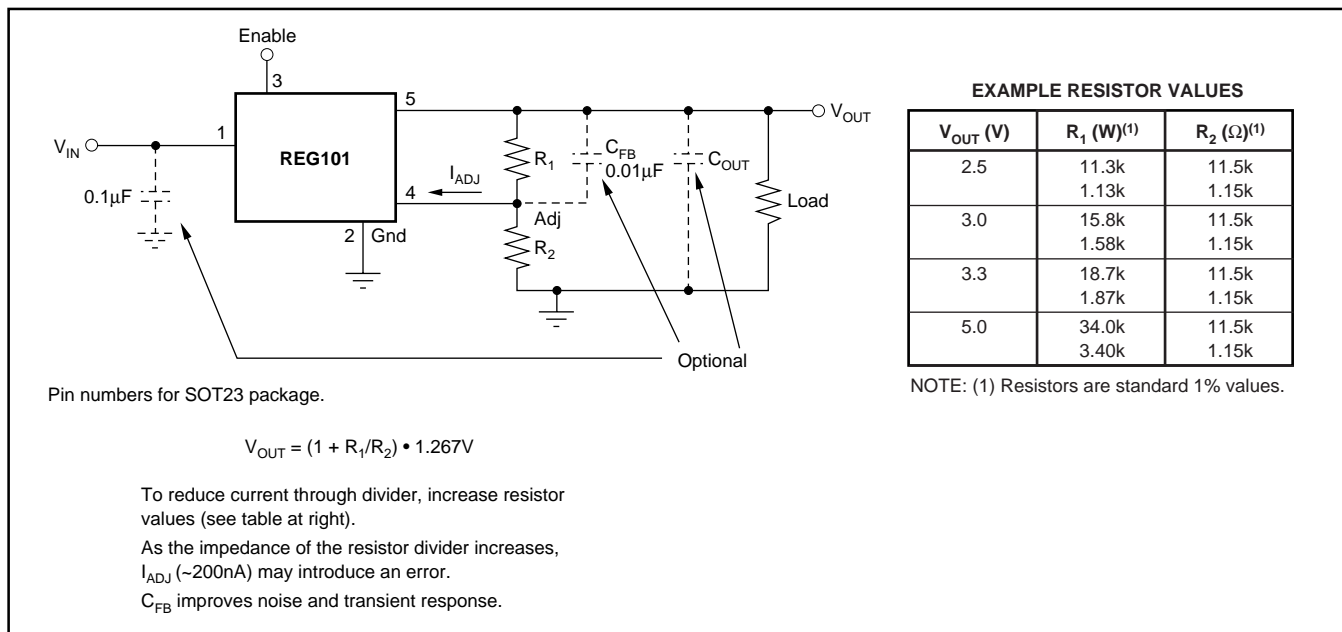 Enable
3
5
V_OUT
V_IN
1
REG101
R_1
C_FB
0.01µF
C_OUT
I_ADJ
4
0.1µF
Adj
Load
2 Gnd
R_2
Optional
Pin numbers for SOT23 package.
V_OUT = (1 + R_1/R_2) • 1.267V
To reduce current through divider, increase resistor
values (see table at right).
As the impedance of the resistor divider increases,
I_ADJ (~200nA) may introduce an error.
C_FB improves noise and transient response.
EXAMPLE RESISTOR VALUES
V_OUT (V) R_1 (W)(1) R_2 (Ω)(1)
2.5 11.3k 11.5k
1.13k 1.15k
3.0 15.8k 11.5k
1.58k 1.15k
3.3 18.7k 11.5k
1.87k 1.15k
5.0 34.0k 11.5k
3.40k 1.15k
NOTE: (1) Resistors are standard 1% values.